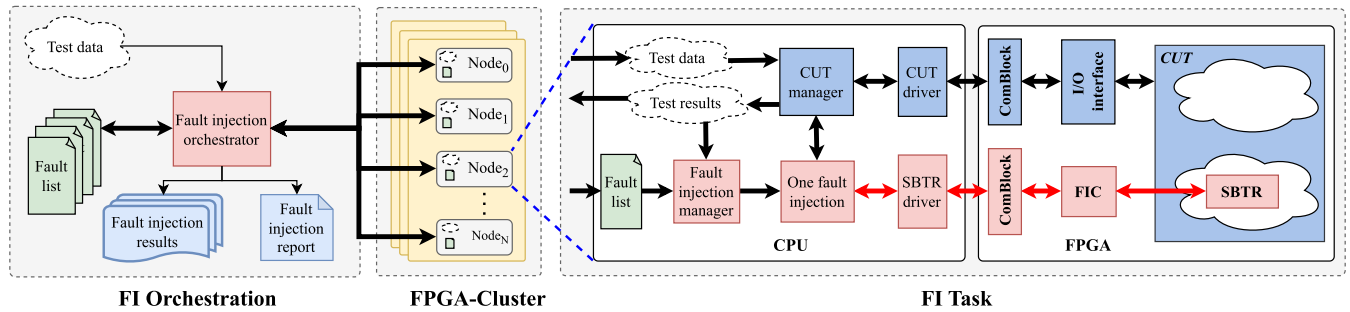 Test data
Fault injection
orchestrator
Fault
list
Fault injection
results
Fault
injection
report
FI Orchestration
Node0
Node1
Node2
NodeN
FPGA-Cluster
Test data
Test results
CUT
manager
CUT
driver
Fault
list
Fault
injection
manager
One fault
injection
SBTR
driver
CPU
ComBlock
I/O
interface
CUT
ComBlock
FIC
SBTR
FPGA
FI Task